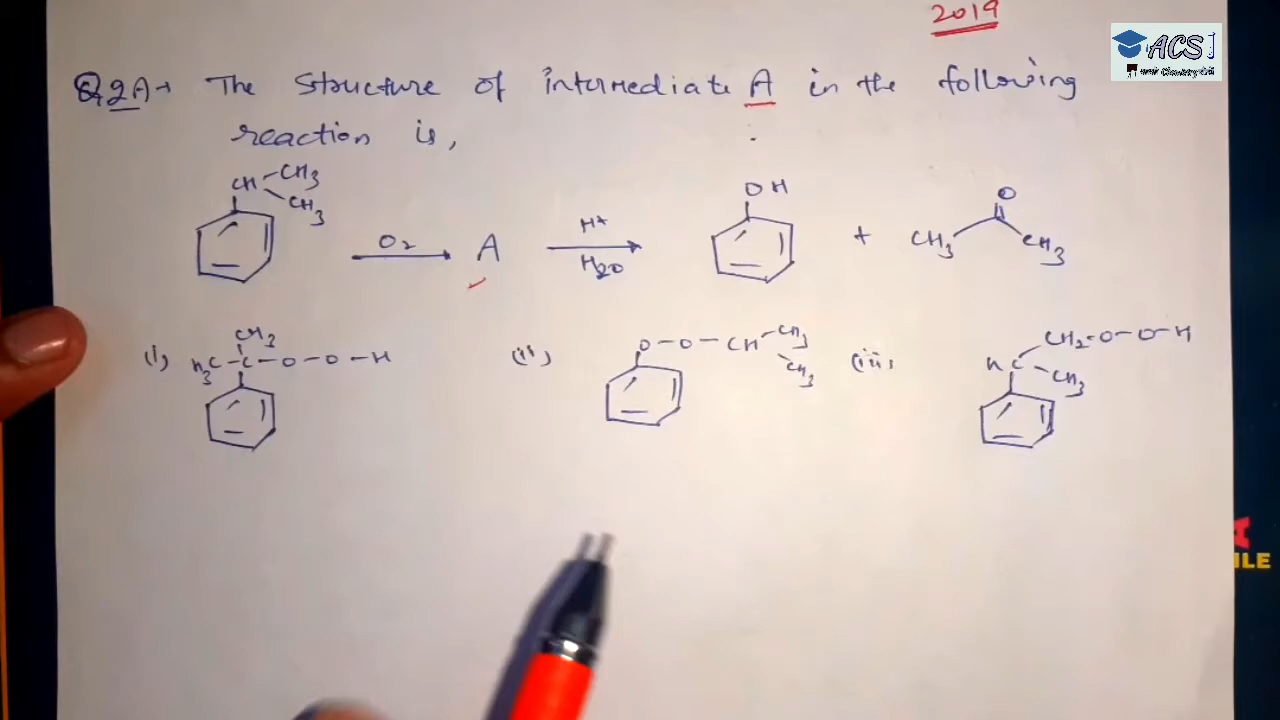 2019
ACS
Q2A→ The Structure of intermediate A in the following
reaction is,
CH CH3
CH3
O2 A H+
H2O
OH
+
O
CH3 CH3
(i) CH3
H3C-C-O-O-H
(ii) O-O-CH CH3
CH3
(iii) CH2-O-O-H
HC CH3